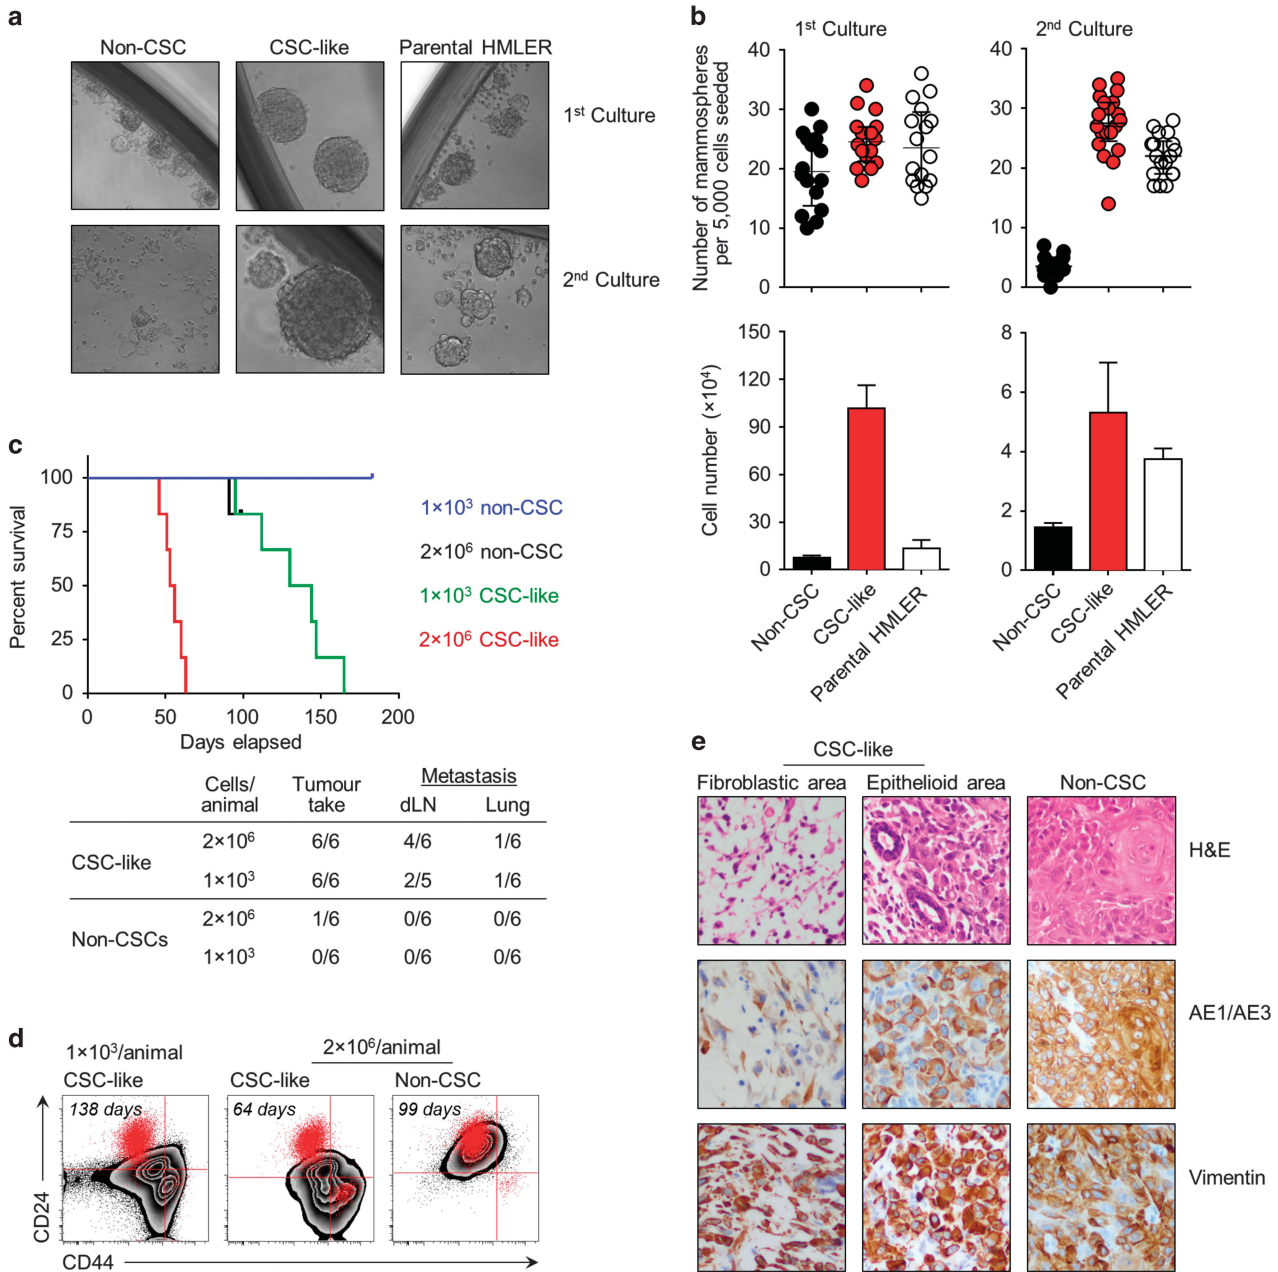 a
Non-CSC CSC-like Parental HMLER
1st Culture
2nd Culture
b
1st Culture 2nd Culture
Number of mammospheres
per 5,000 cells seeded
40
30
20
10
0
40
30
20
10
0
Cell number (×10⁴)
150
120
90
60
30
0
8
6
4
2
0
Non-CSC
CSC-like
Parental HMLER
Non-CSC
CSC-like
Parental HMLER
c
Percent survival
100
75
50
25
0
0 50 100 150 200
Days elapsed
1×10³ non-CSC
2×10⁶ non-CSC
1×10³ CSC-like
2×10⁶ CSC-like
Cells/
animal
Tumour
take
Metastasis
dLN Lung
CSC-like
2×10⁶ 6/6 4/6 1/6
1×10³ 6/6 2/5 1/6
Non-CSCs
2×10⁶ 1/6 0/6 0/6
1×10³ 0/6 0/6 0/6
d
1×10³/animal 2×10⁶/animal
CSC-like CSC-like Non-CSC
138 days 64 days 99 days
CD24
CD44
e
CSC-like
Fibroblastic area Epithelioid area Non-CSC
H&E
AE1/AE3
Vimentin